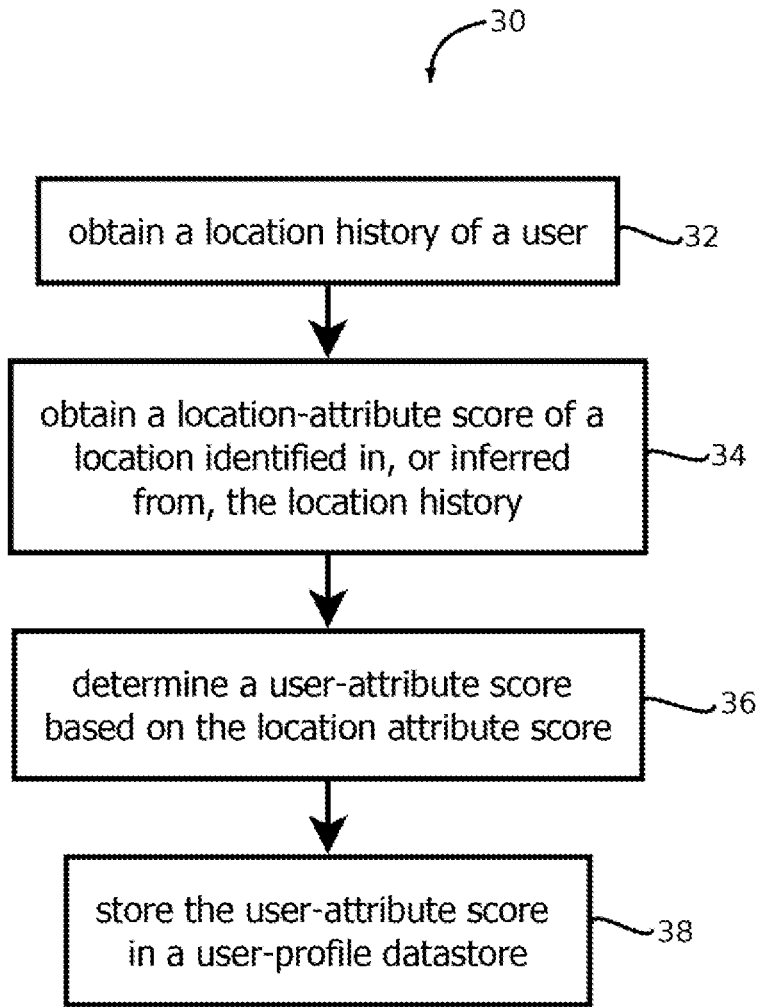 30
obtain a location history of a user
32
obtain a location-attribute score of a
location identified in, or inferred
from, the location history
34
determine a user-attribute score
based on the location attribute score
36
store the user-attribute score
in a user-profile datastore
38